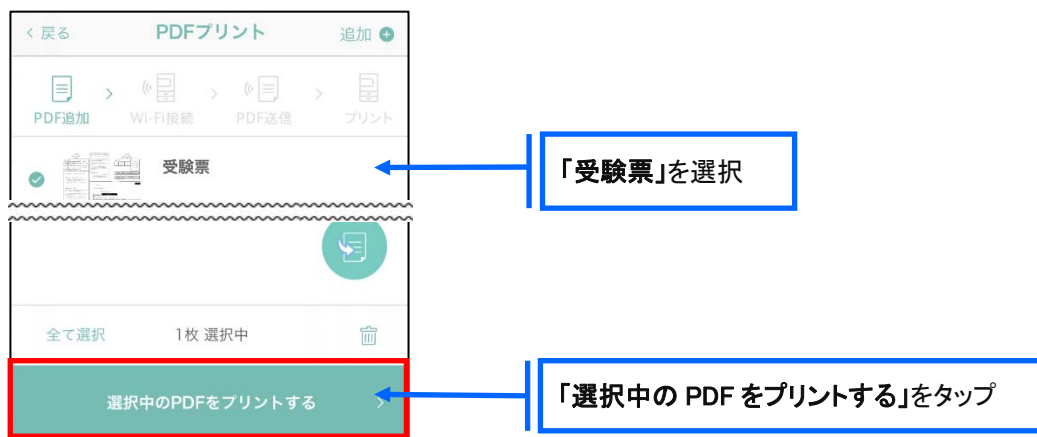 戻る PDFプリント 追加
PDF追加 Wi-Fi接続 PDF送信 プリント
受験票
「受験票」を選択
全て選択 1枚 選択中
選択中のPDFをプリントする
「選択中の PDF をプリントする」をタップ